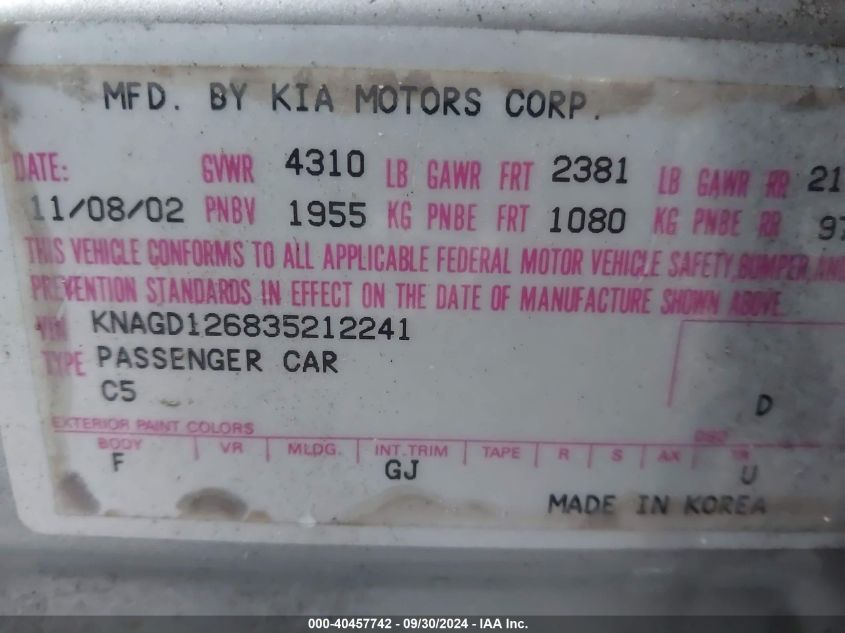 MFD. BY KIA MOTORS CORP.
DATE: GVWR 4310 LB GAWR FRT 2381 LB GAWR RR 21
11/08/02 PNBV 1955 KG PNBE FRT 1080 KG PNBE RR 97
THIS VEHICLE CONFORMS TO ALL APPLICABLE FEDERAL MOTOR VEHICLE SAFETY, BUMPER, AND
PREVENTION STANDARDS IN EFFECT ON THE DATE OF MANUFACTURE SHOWN ABOVE.
VIN KNAGD126835212241
TYPE PASSENGER CAR
C5 D
EXTERIOR PAINT COLORS
BODY VR MLDG. INT.TRIM TAPE R S AX TR
F GJ U
MADE IN KOREA
000-40457742 - 09/30/2024 - IAA Inc.